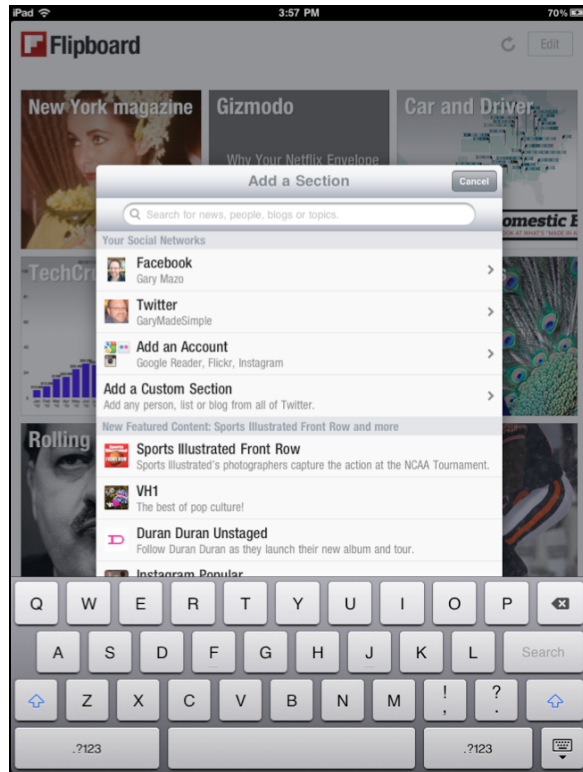 iPad 3:57 PM 70%
Flipboard Edit
New York magazine Gizmodo Car and Driver
Why Your Netflix Envelope
Add a Section Cancel
Search for news, people, blogs or topics.
Your Social Networks
Facebook
Gary Mazo
Twitter
GaryMadeSimple
Add an Account
Google Reader, Flickr, Instagram
Add a Custom Section
Add any person, list or blog from all of Twitter.
New Featured Content: Sports Illustrated Front Row and more
Sports Illustrated Front Row
Sports Illustrated's photographers capture the action at the NCAA Tournament.
VH1
The best of pop culture!
Duran Duran Unstaged
Follow Duran Duran as they launch their new album and tour.
Instagram Popular
omestic
TechCru
Rolling
Q W E R T Y U I O P
A S D F G H J K L Search
Z X C V B N M ! , ? .
.?123 .?123